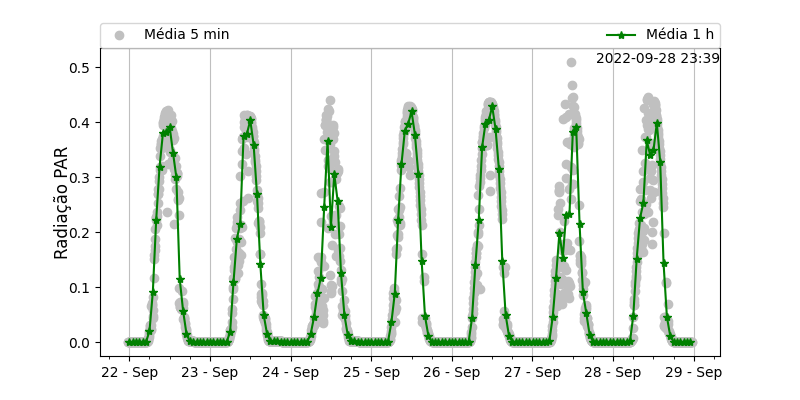 Média 5 min
Média 1 h
2022-09-28 23:39
Radiação PAR
0.5
0.4
0.3
0.2
0.1
0.0
22 - Sep
23 - Sep
24 - Sep
25 - Sep
26 - Sep
27 - Sep
28 - Sep
29 - Sep